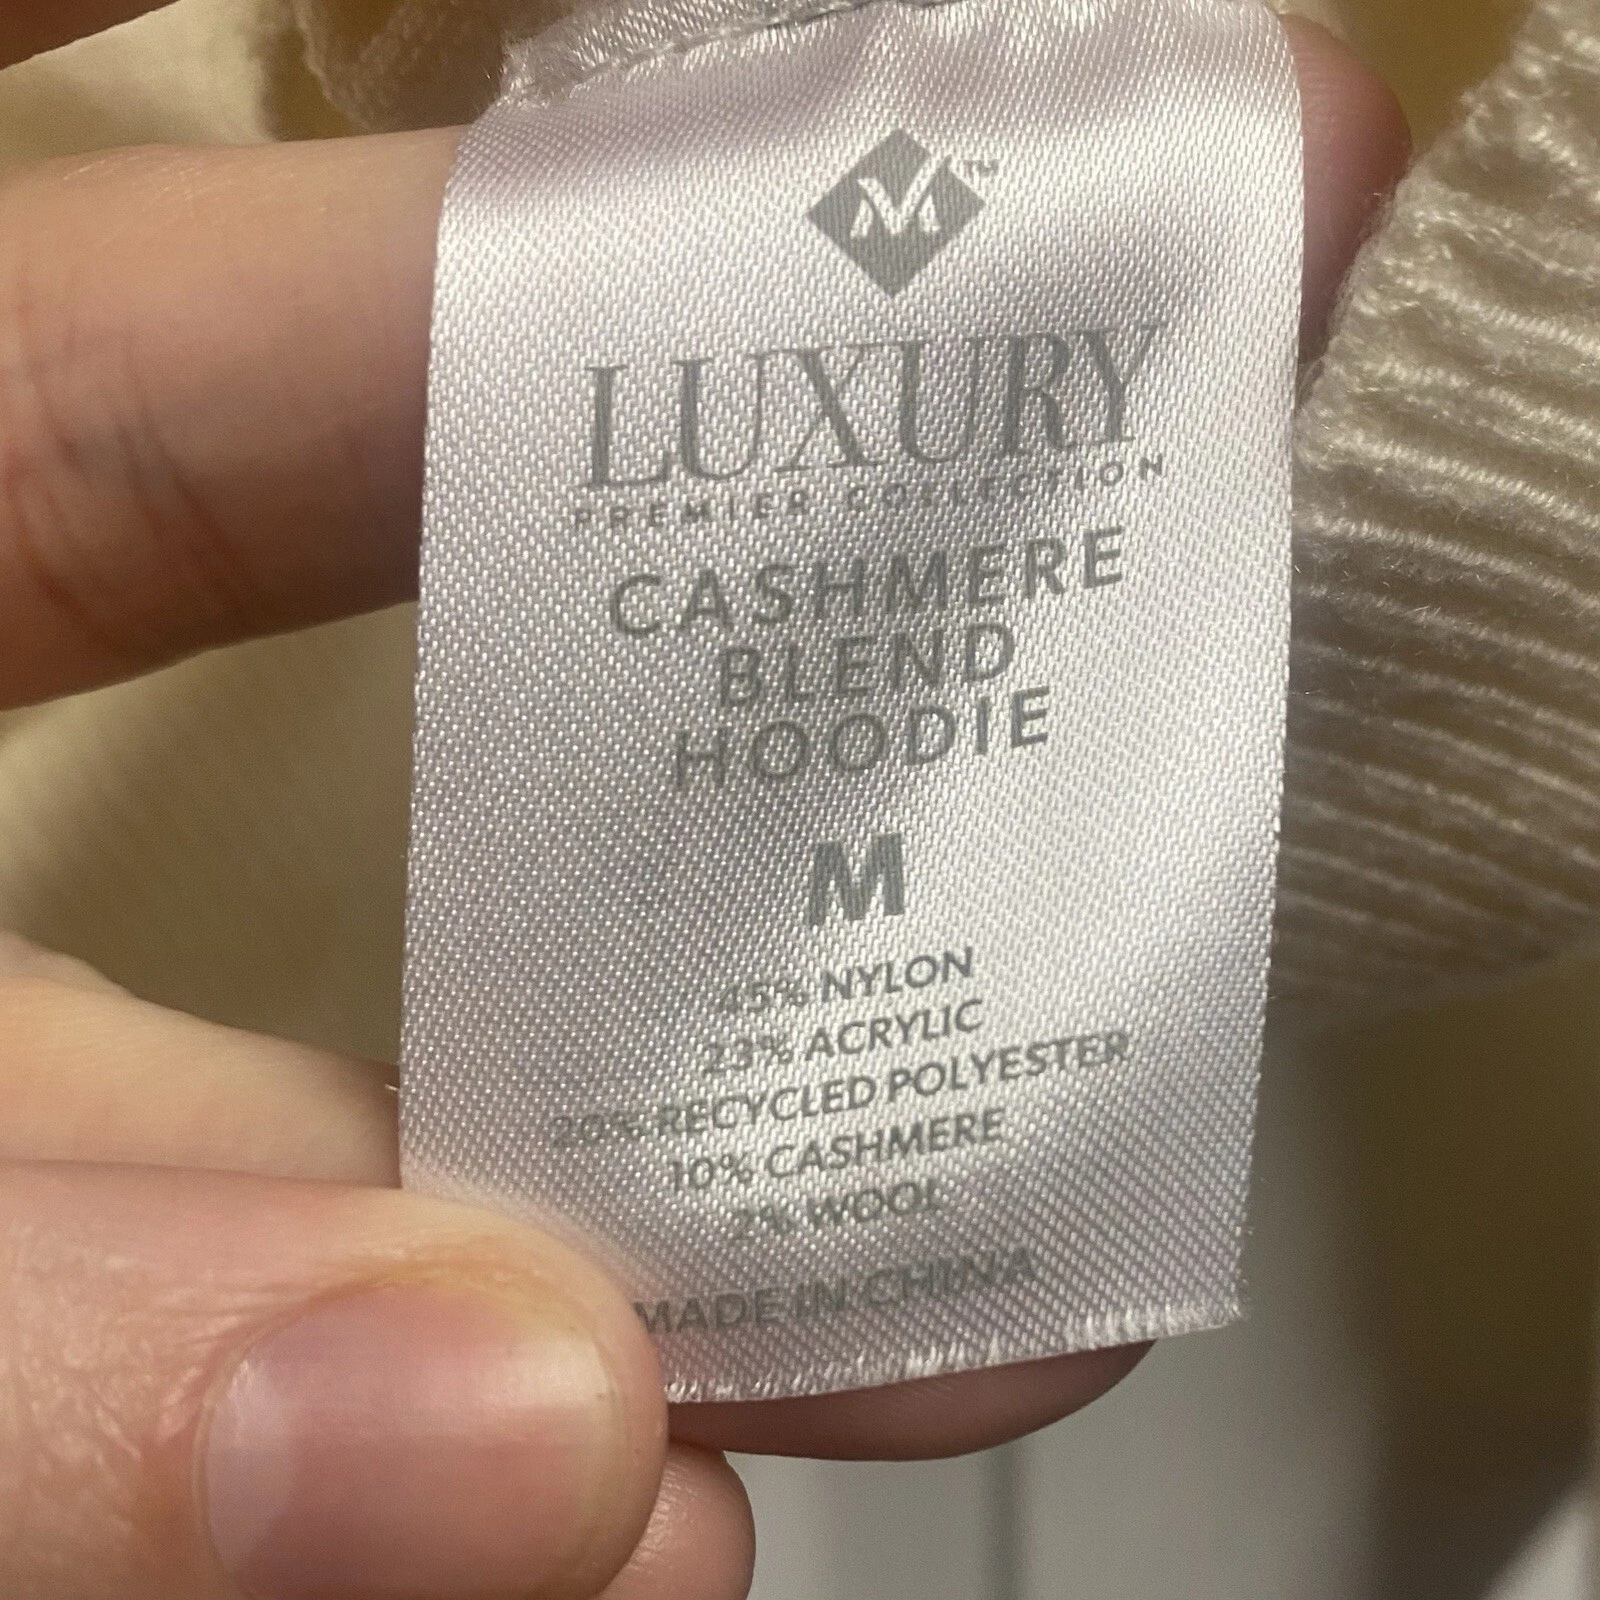 M™
LUXURY
PREMIER COLLECTION
CASHMERE
BLEND
HOODIE
M
45% NYLON
23% ACRYLIC
20% RECYCLED POLYESTER
10% CASHMERE
2% WOOL
MADE IN CHINA